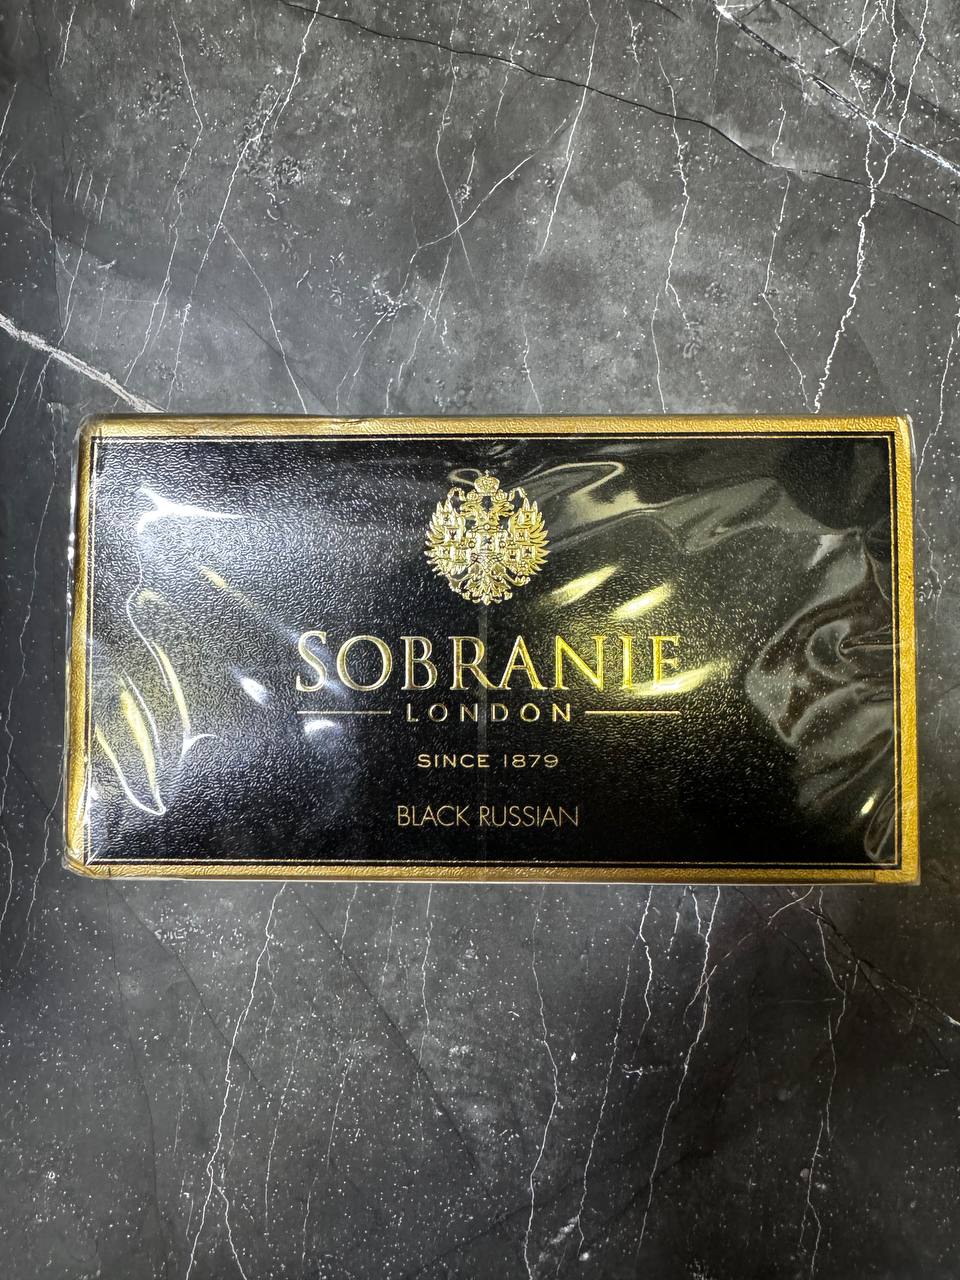 SOBRANIE
LONDON
SINCE 1879
BLACK RUSSIAN